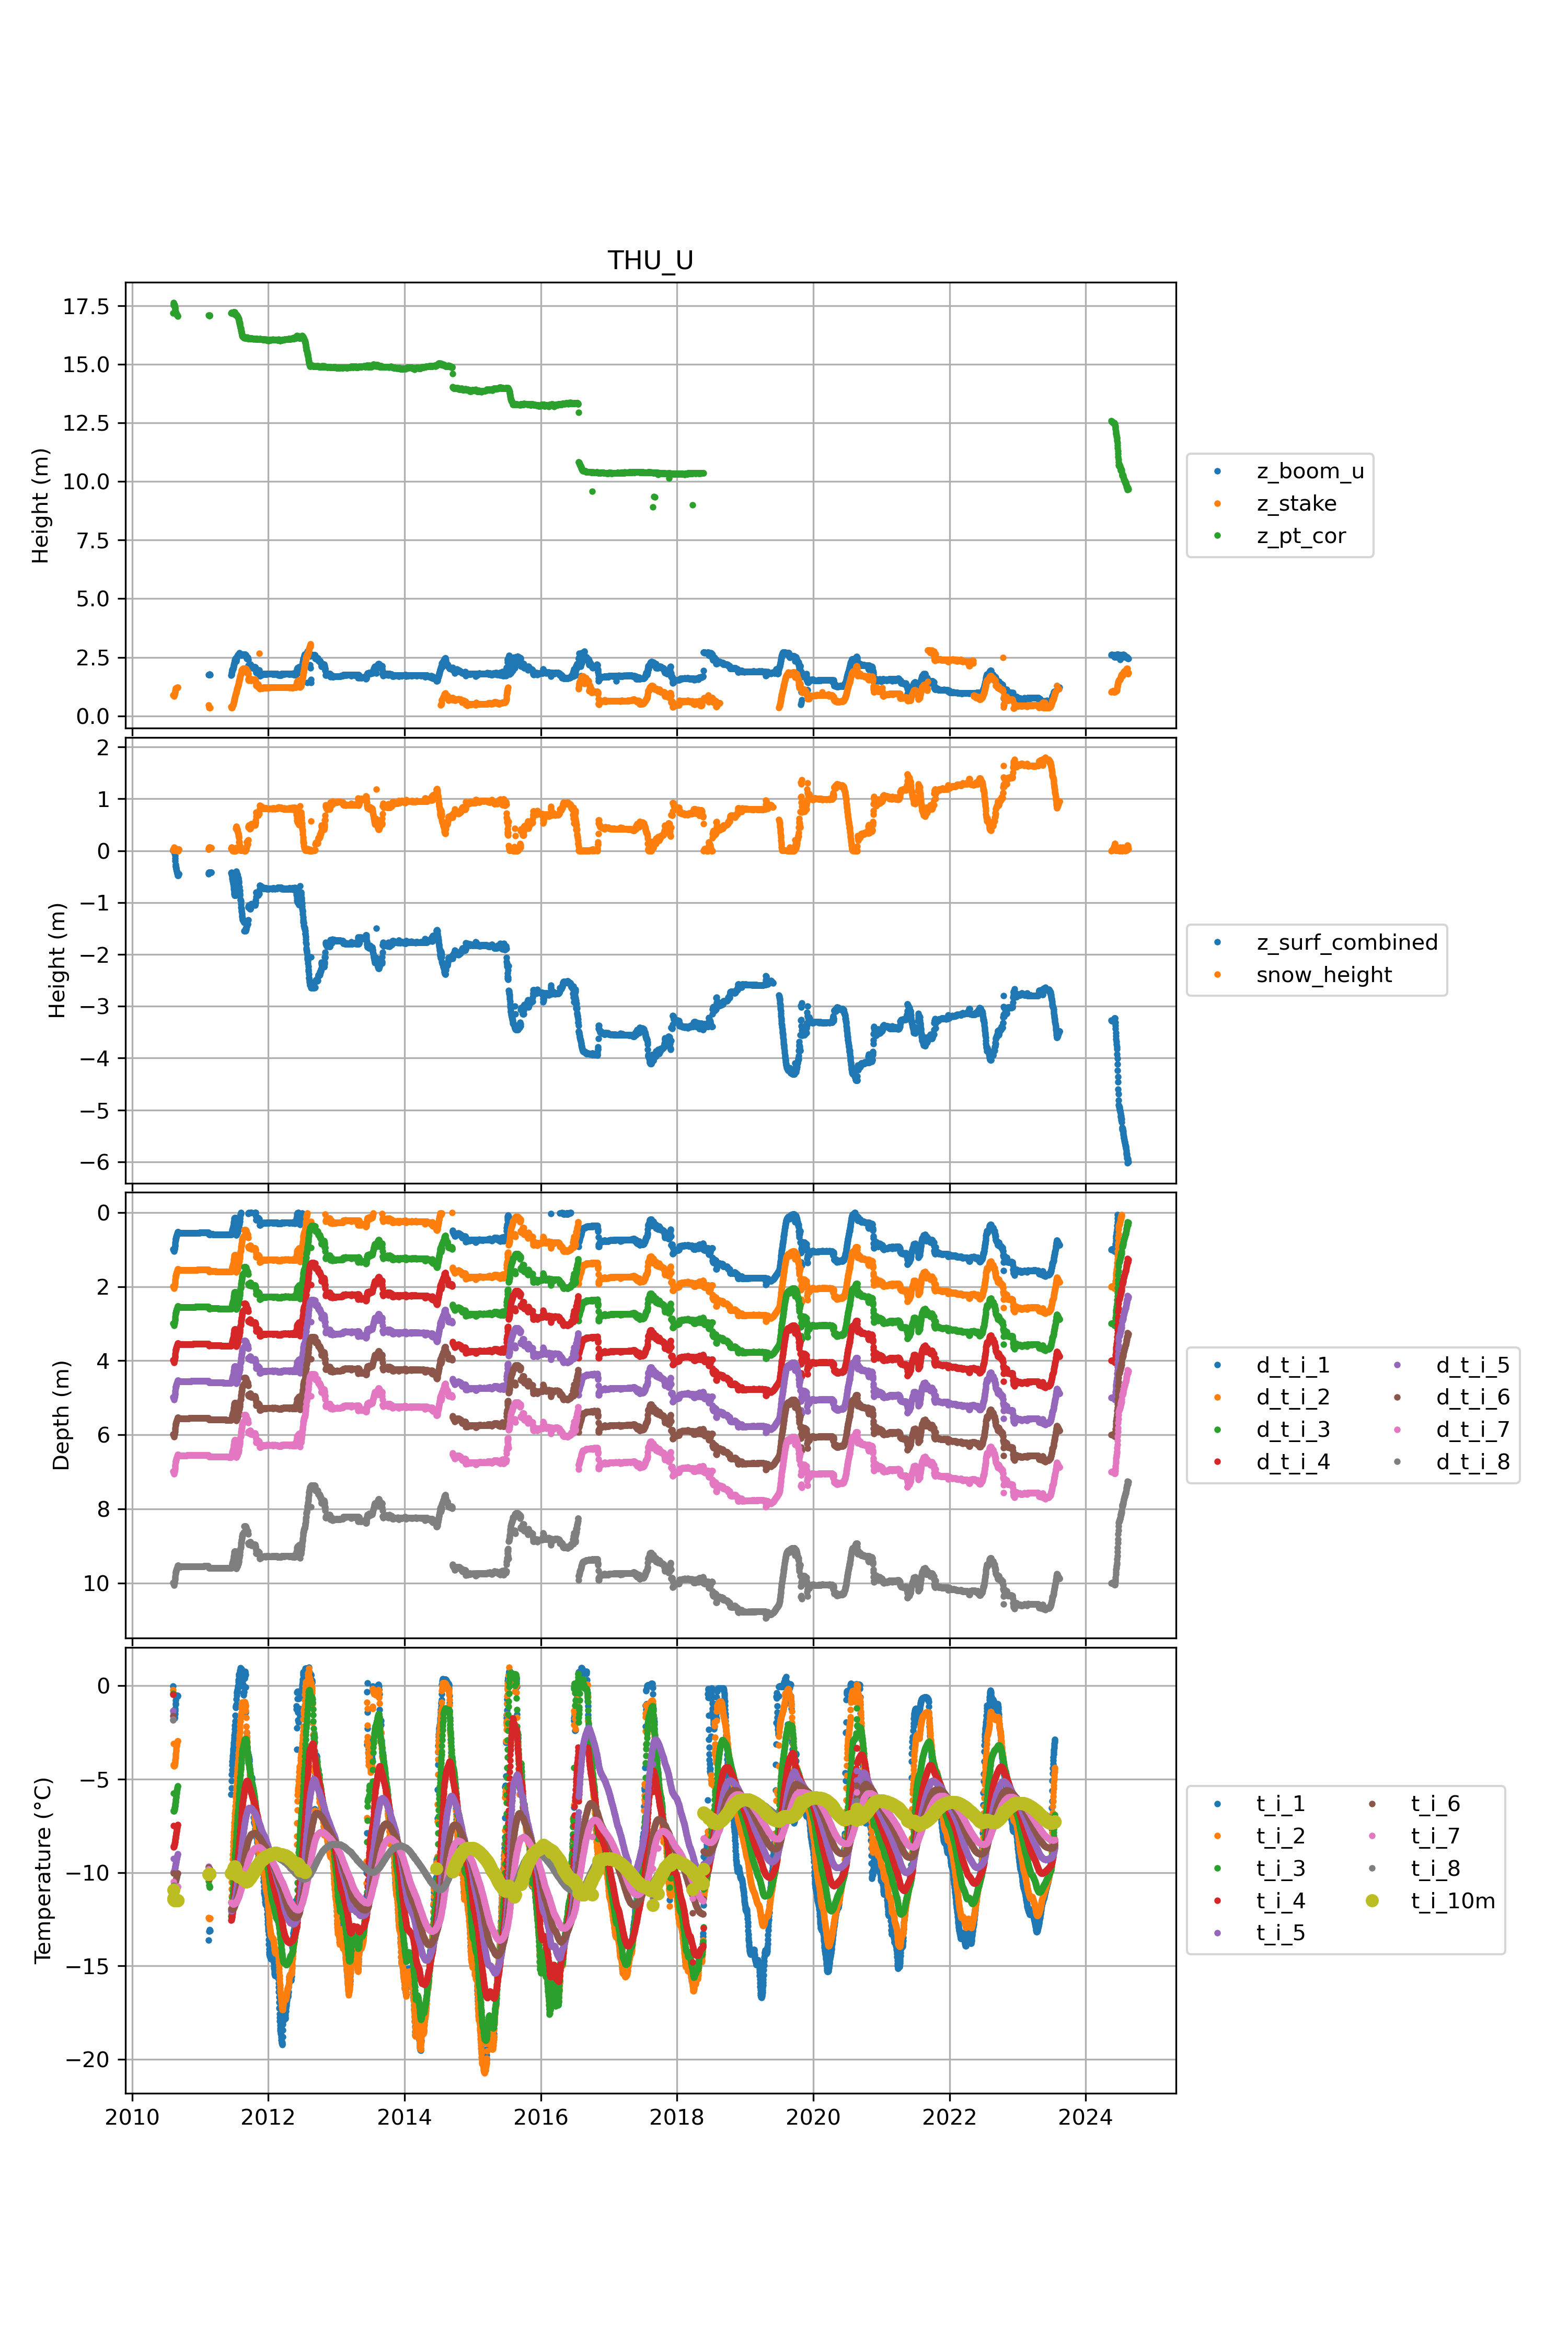 THU_U
17.5
15.0
12.5
10.0
7.5
5.0
2.5
0.0
Height (m)
z_boom_u
z_stake
z_pt_cor
2
1
0
−1
−2
−3
−4
−5
−6
Height (m)
z_surf_combined
snow_height
0
2
4
6
8
10
Depth (m)
d_t_i_1 d_t_i_5
d_t_i_2 d_t_i_6
d_t_i_3 d_t_i_7
d_t_i_4 d_t_i_8
0
−5
−10
−15
−20
Temperature (°C)
t_i_1 t_i_6
t_i_2 t_i_7
t_i_3 t_i_8
t_i_4 t_i_10m
t_i_5
2010 2012 2014 2016 2018 2020 2022 2024